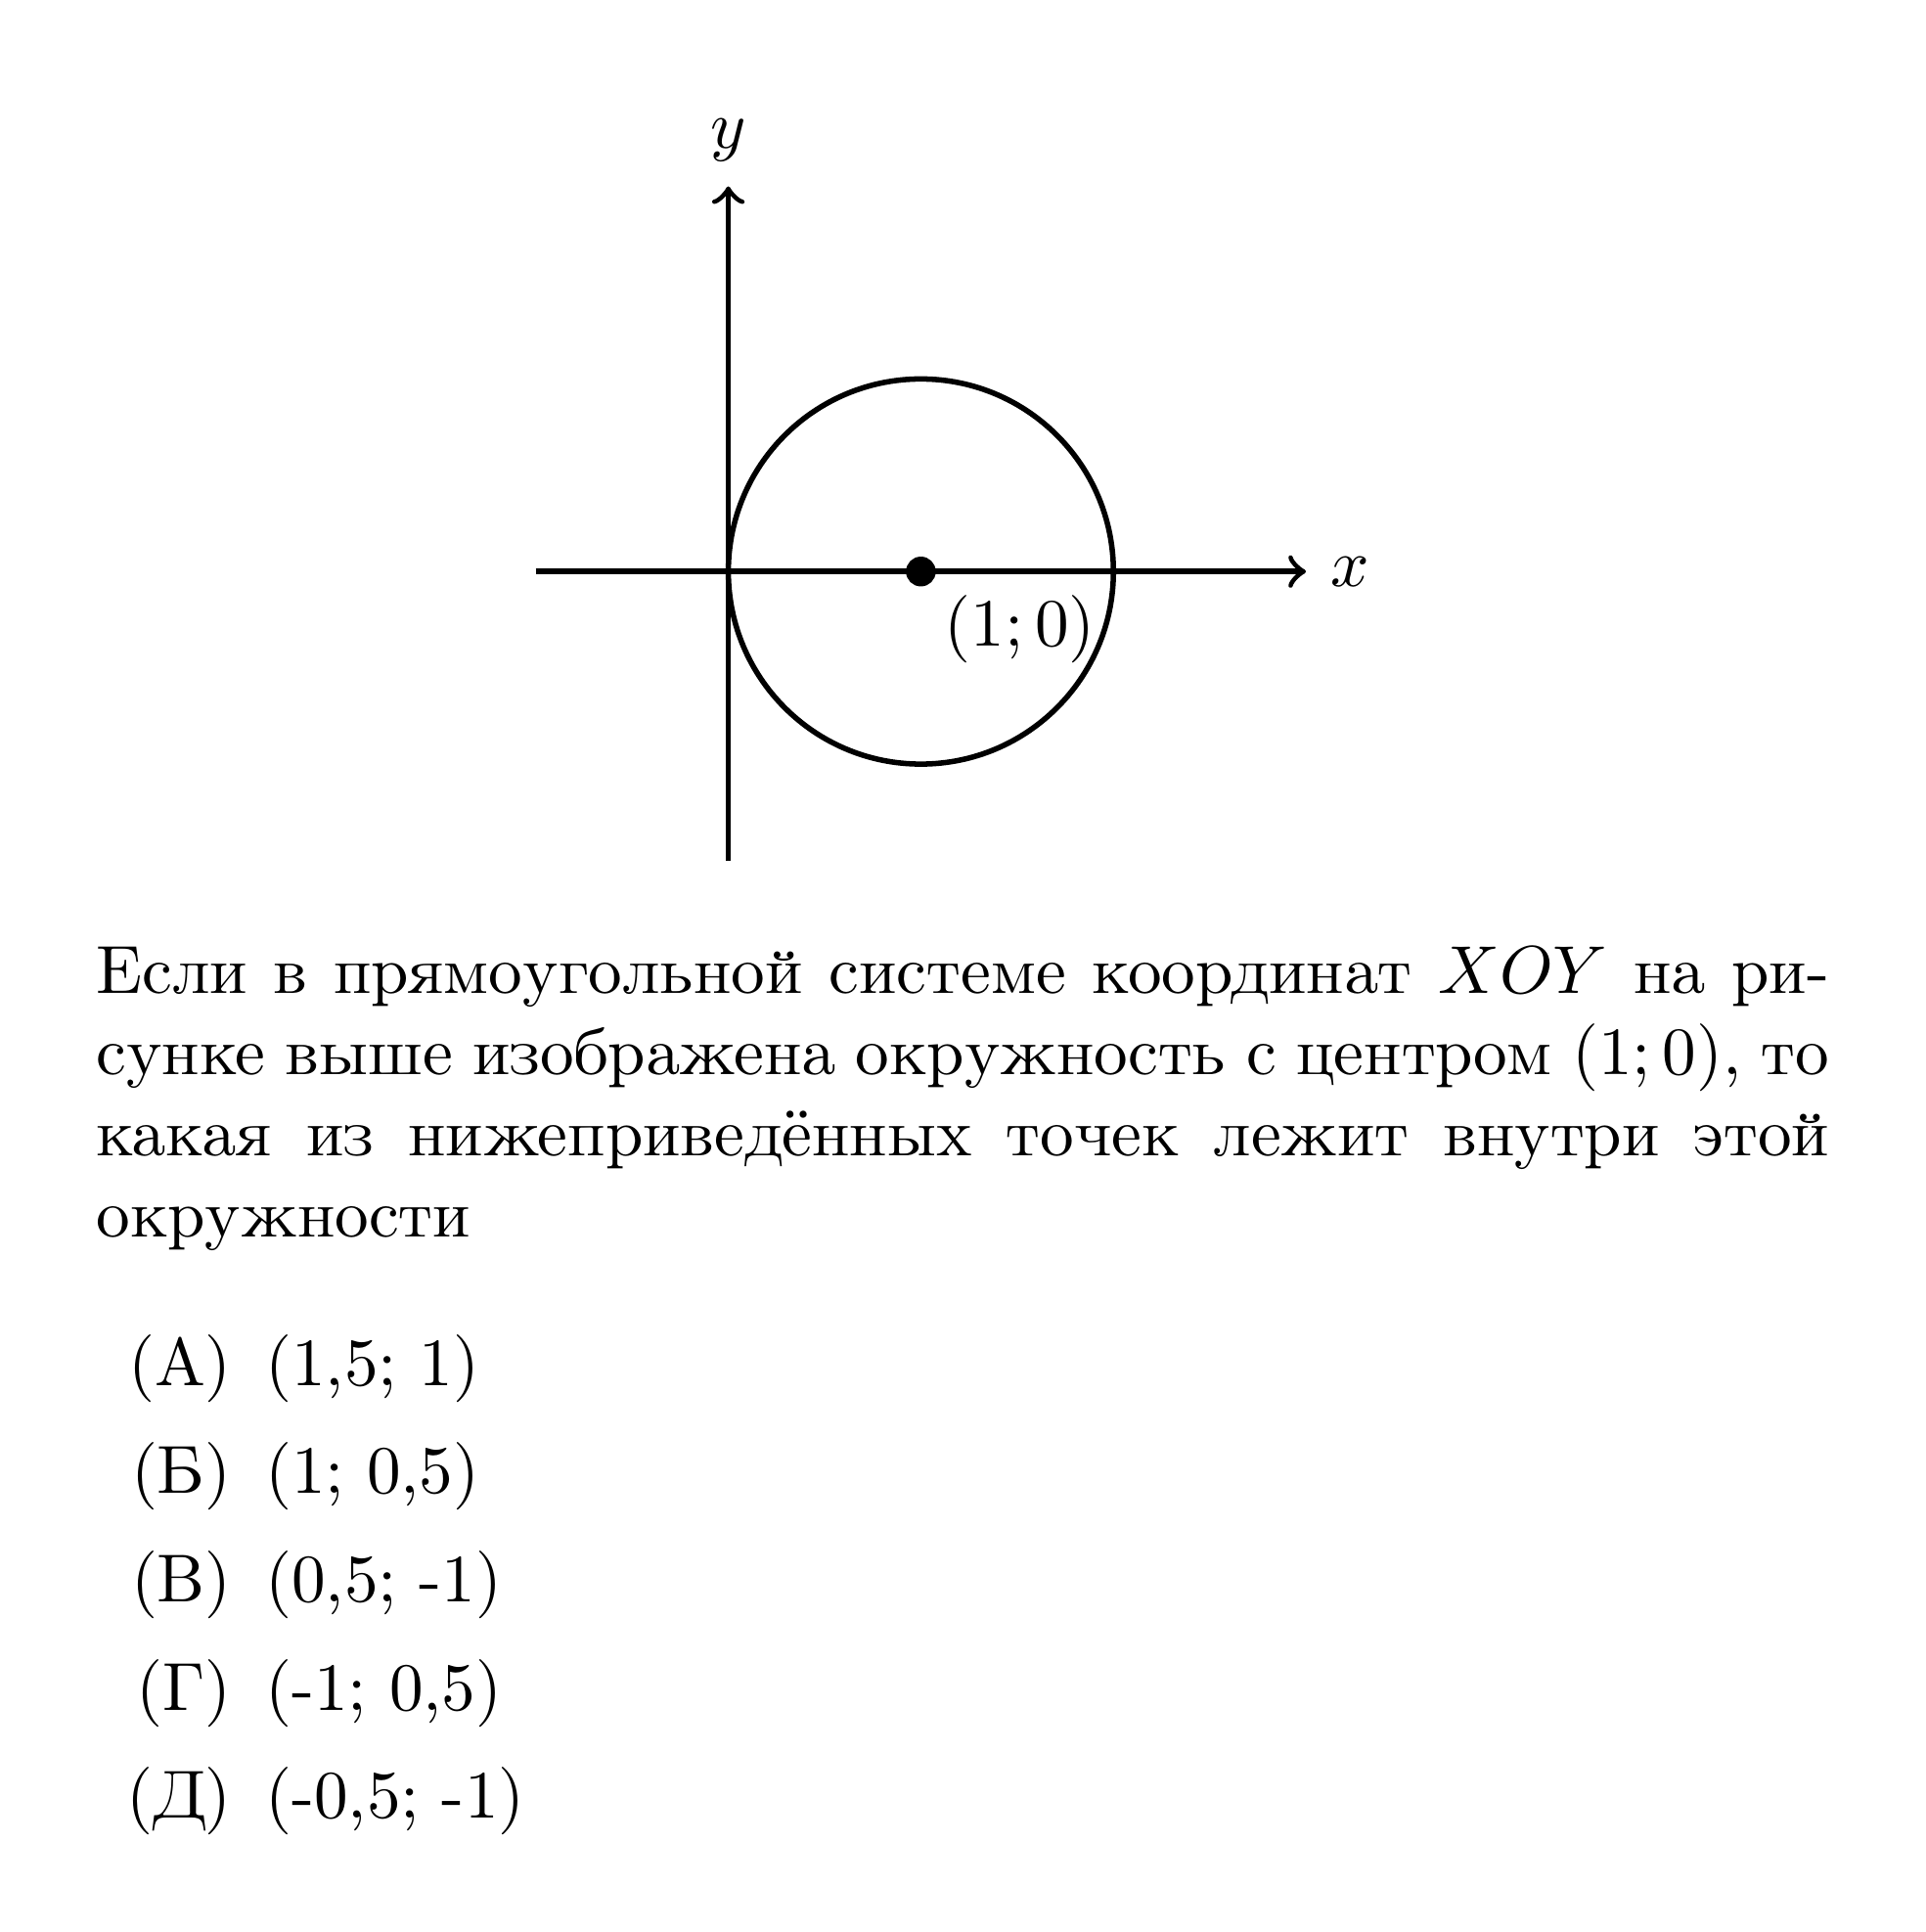 y
x
(1; 0)
Если в прямоугольной системе координат XOY на ри-
сунке выше изображена окружность с центром (1; 0), то
какая из нижеприведённых точек лежит внутри этой
окружности
(А) (1,5; 1)
(Б) (1; 0,5)
(В) (0,5; -1)
(Г) (-1; 0,5)
(Д) (-0,5; -1)